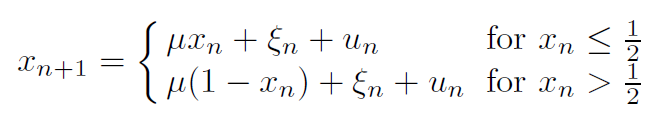 x_{n+1} = { μx_n + ξ_n + u_n for x_n ≤ 1/2
μ(1 − x_n) + ξ_n + u_n for x_n > 1/2